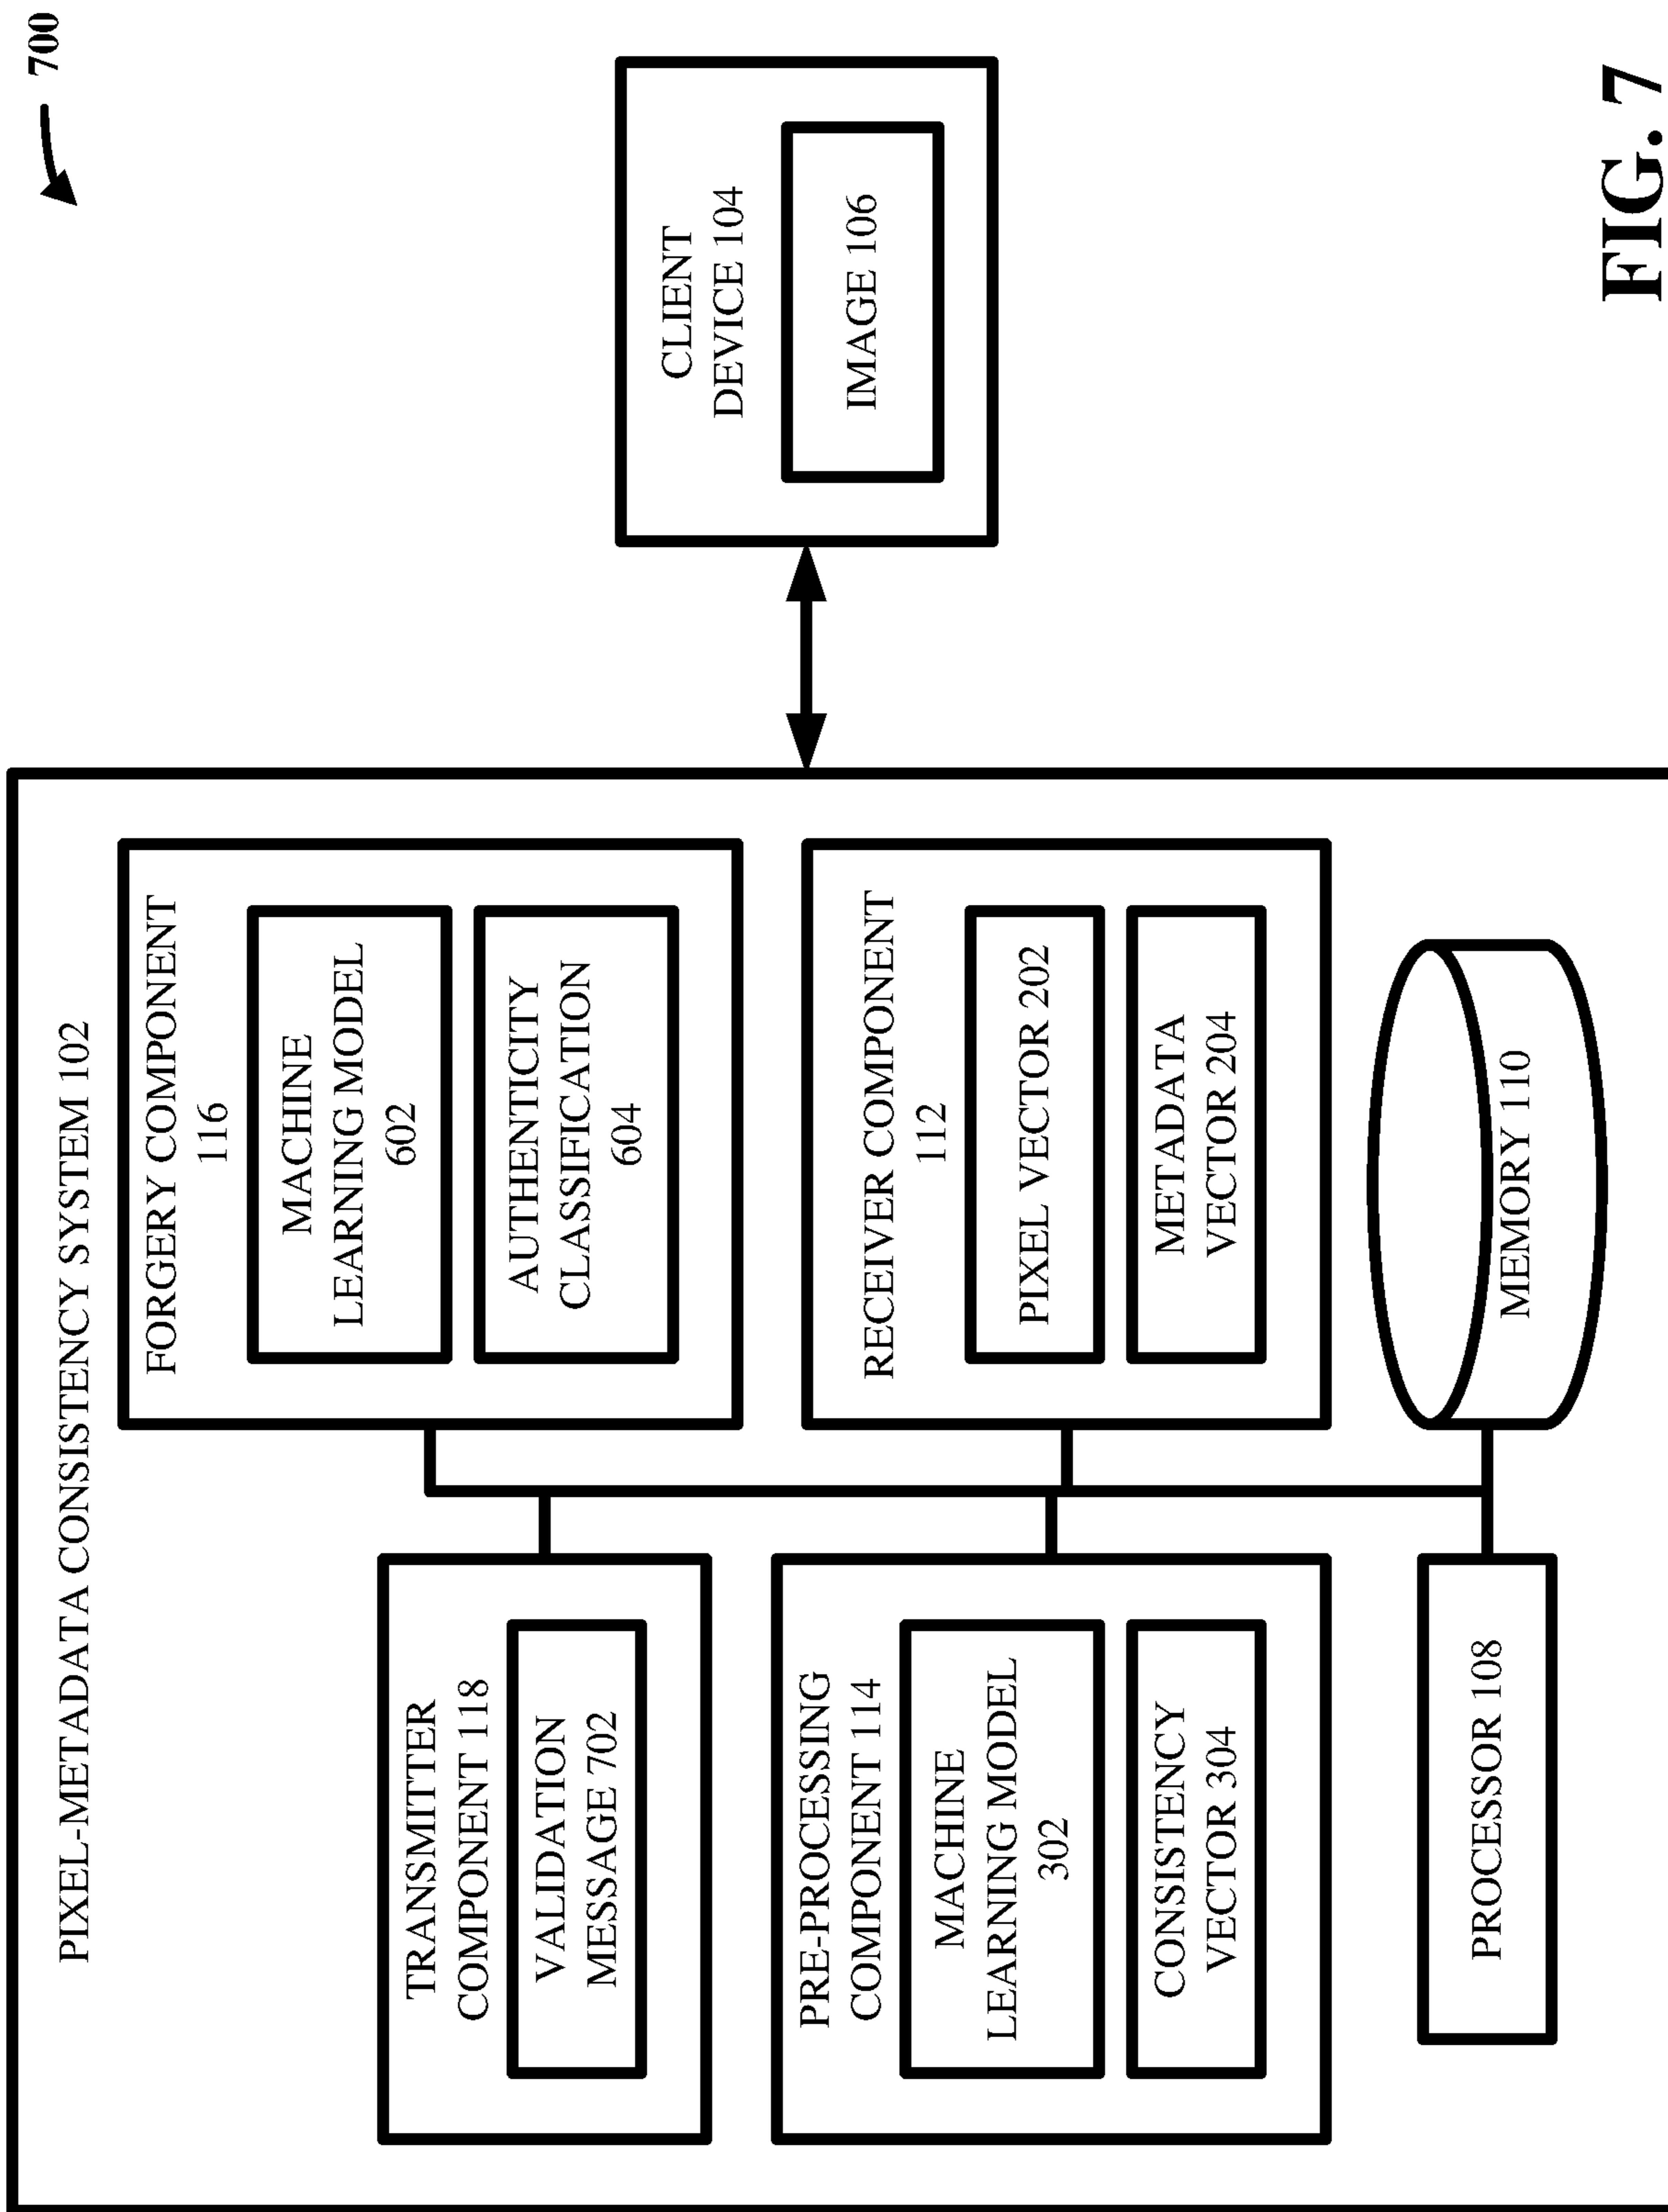 700
PIXEL-METADATA CONSISTENCY SYSTEM 102
TRANSMITTER
COMPONENT 118
VALIDATION
MESSAGE 702
FORGERY COMPONENT
116
MACHINE
LEARNING MODEL
602
AUTHENTICITY
CLASSIFICATION
604
PRE-PROCESSING
COMPONENT 114
MACHINE
LEARNING MODEL
302
CONSISTENCY
VECTOR 304
RECEIVER COMPONENT
112
PIXEL VECTOR 202
METADATA
VECTOR 204
PROCESSOR 108
MEMORY 110
CLIENT
DEVICE 104
IMAGE 106
FIG. 7